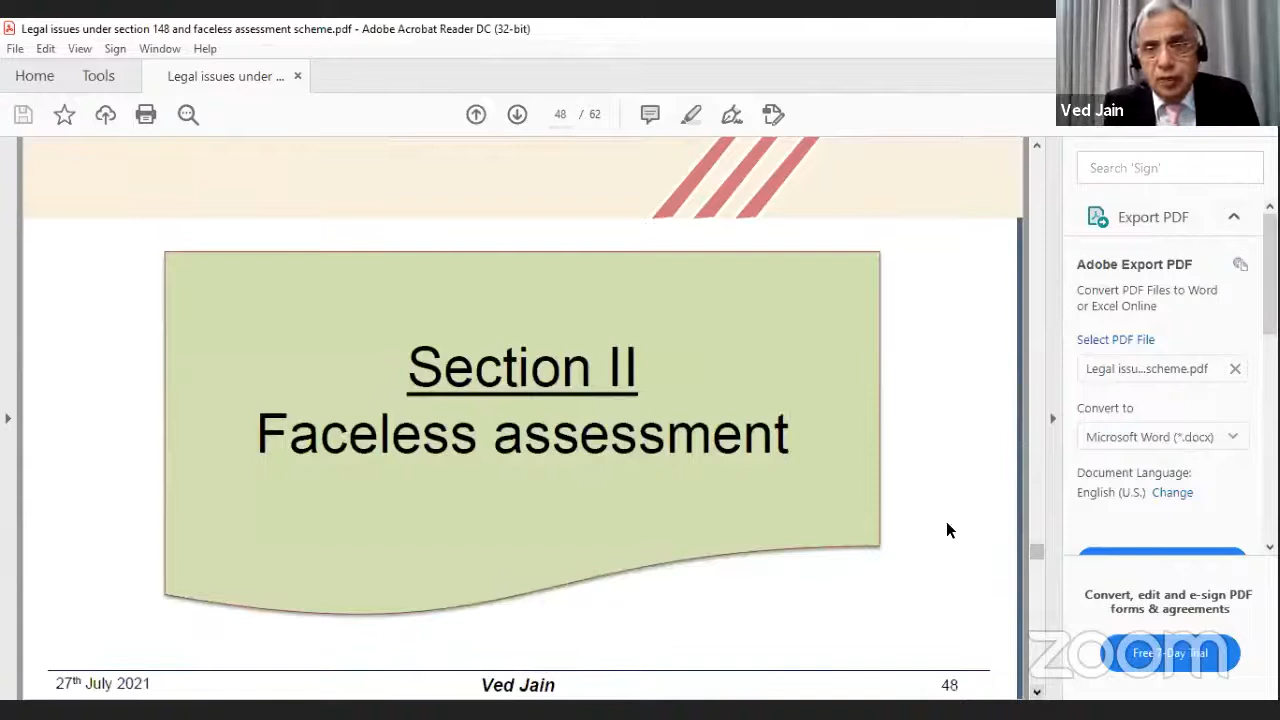 Legal issues under section 148 and faceless assessment scheme.pdf - Adobe Acrobat Reader DC (32-bit)
File Edit View Sign Window Help
Home Tools Legal issues under ... ×
48 / 62
Ved Jain
Search 'Sign'
Export PDF
Adobe Export PDF
Convert PDF Files to Word
or Excel Online
Select PDF File
Legal issu...scheme.pdf
Convert to
Microsoft Word (*.docx)
Document Language:
English (U.S.) Change
Convert, edit and e-sign PDF
forms & agreements
Free 7-Day Trial
zoom
Section II
Faceless assessment
27th July 2021 Ved Jain 48